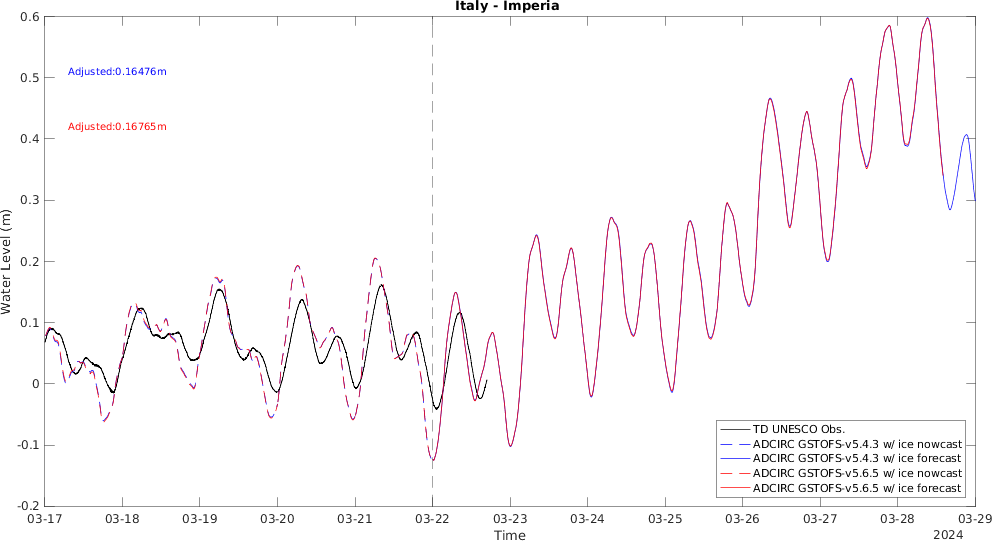 Italy - Imperia
Adjusted:0.16476m
Adjusted:0.16765m
Water Level (m)
0.6
0.5
0.4
0.3
0.2
0.1
0
-0.1
-0.2
TD UNESCO Obs.
ADCIRC GSTOFS-v5.4.3 w/ ice nowcast
ADCIRC GSTOFS-v5.4.3 w/ ice forecast
ADCIRC GSTOFS-v5.6.5 w/ ice nowcast
ADCIRC GSTOFS-v5.6.5 w/ ice forecast
03-17 03-18 03-19 03-20 03-21 03-22 03-23 03-24 03-25 03-26 03-27 03-28 03-29
Time
2024